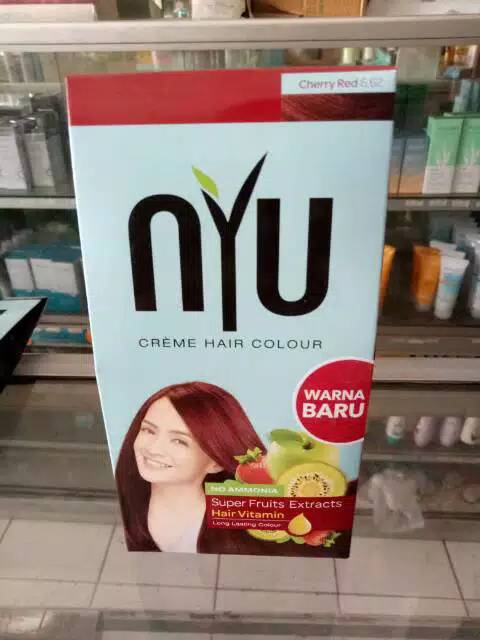 Cherry Red 6.62
NYU
CRÈME HAIR COLOUR
WARNA
BARU
NO AMMONIA
Super Fruits Extracts
Hair Vitamin
Long Lasting Colour